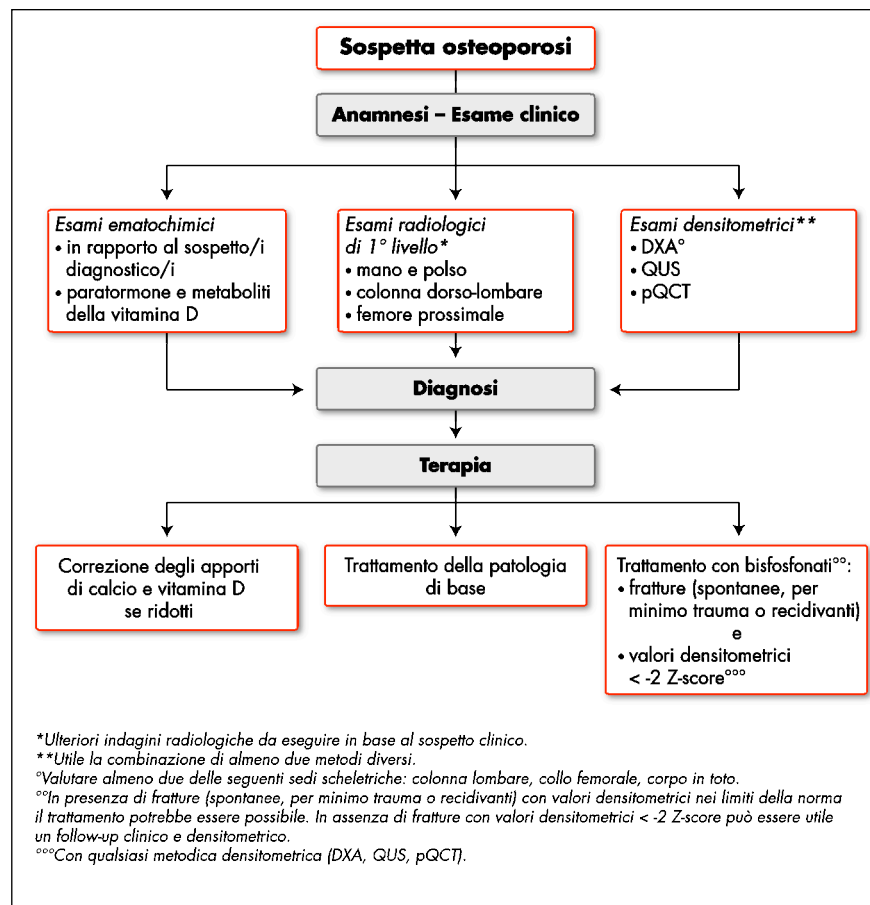 Sospetta osteoporosi
Anamnesi – Esame clinico
Esami ematochimici
• in rapporto al sospetto/i
diagnostico/i
• paratormone e metaboliti
della vitamina D
Esami radiologici
di 1° livello*
• mano e polso
• colonna dorso-lombare
• femore prossimale
Esami densitometrici**
• DXA°
• QUS
• pQCT
Diagnosi
Terapia
Correzione degli apporti
di calcio e vitamina D
se ridotti
Trattamento della patologia
di base
Trattamento con bisfosfonati°°:
• fratture (spontanee, per
minimo trauma o recidivanti)
e
• valori densitometrici
< -2 Z-score°°°
*Ulteriori indagini radiologiche da eseguire in base al sospetto clinico.
**Utile la combinazione di almeno due metodi diversi.
°Valutare almeno due delle seguenti sedi scheletriche: colonna lombare, collo femorale, corpo in toto.
°°In presenza di fratture (spontanee, per minimo trauma o recidivanti) con valori densitometrici nei limiti della norma
il trattamento potrebbe essere possibile. In assenza di fratture con valori densitometrici < -2 Z-score può essere utile
un follow-up clinico e densitometrico.
°°°Con qualsiasi metodica densitometrica (DXA, QUS, pQCT).